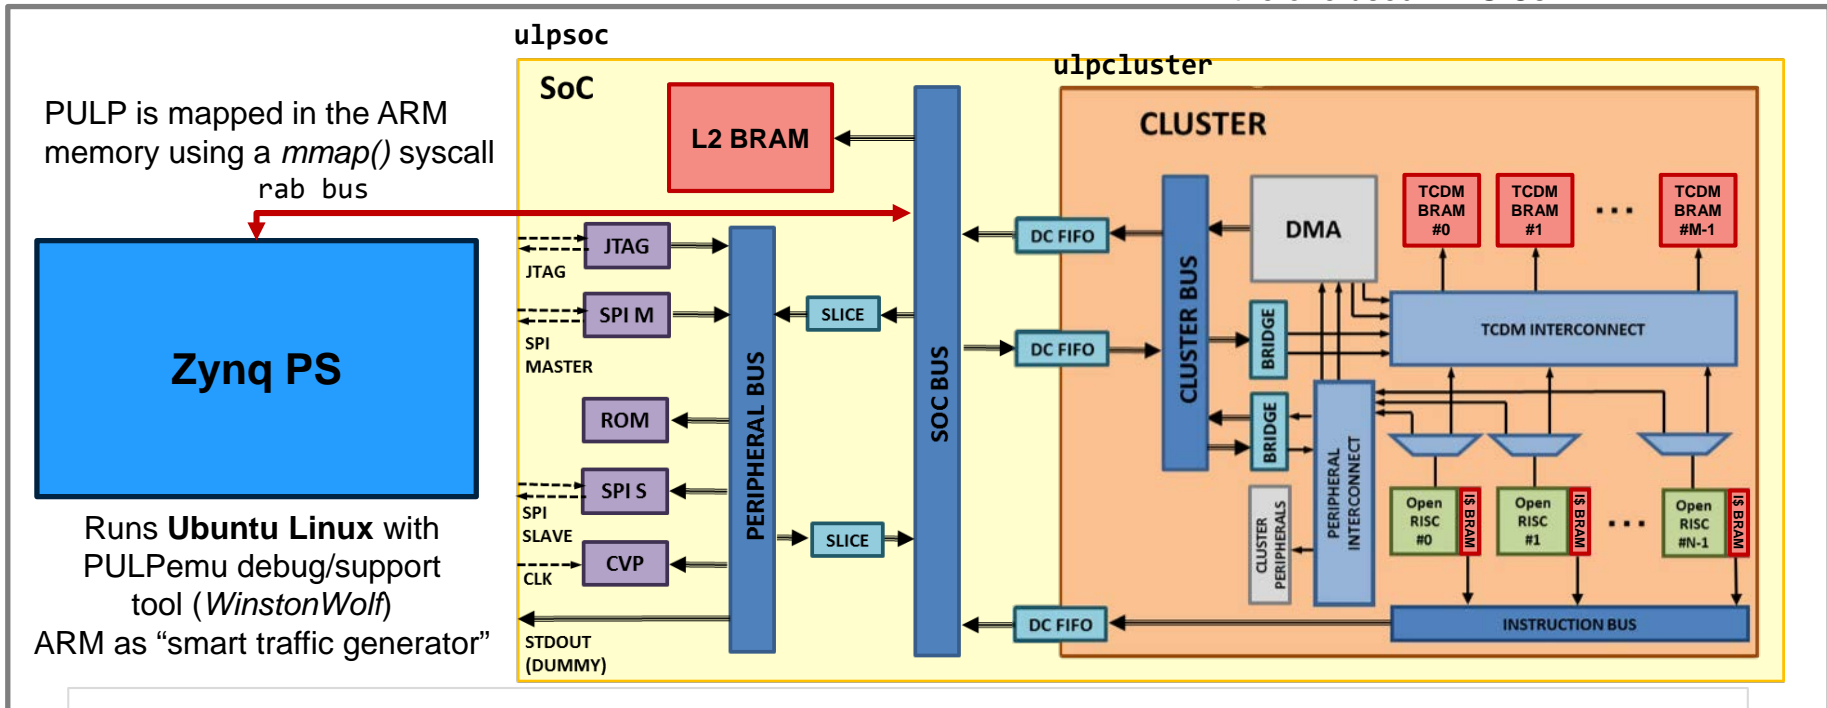 ulpsoc
ulpcluster
SoC
PULP is mapped in the ARM
memory using a mmap() syscall
rab bus
L2 BRAM
CLUSTER
Zynq PS
Runs Ubuntu Linux with
PULPemu debug/support
tool (WinstonWolf)
ARM as “smart traffic generator”
JTAG
JTAG
SPI M
SPI
MASTER
ROM
SPI S
SPI
SLAVE
CVP
CLK
STDOUT
(DUMMY)
PERIPHERAL BUS
SLICE
SLICE
SOC BUS
DC FIFO
DC FIFO
DC FIFO
CLUSTER BUS
DMA
BRIDGE
BRIDGE
CLUSTER
PERIPHERALS
PERIPHERAL
INTERCONNECT
TCDM
BRAM
#0
TCDM
BRAM
#1
...
TCDM
BRAM
#M-1
TCDM INTERCONNECT
Open
RISC
#0
I$ BRAM
Open
RISC
#1
I$ BRAM
...
Open
RISC
#N-1
I$ BRAM
INSTRUCTION BUS